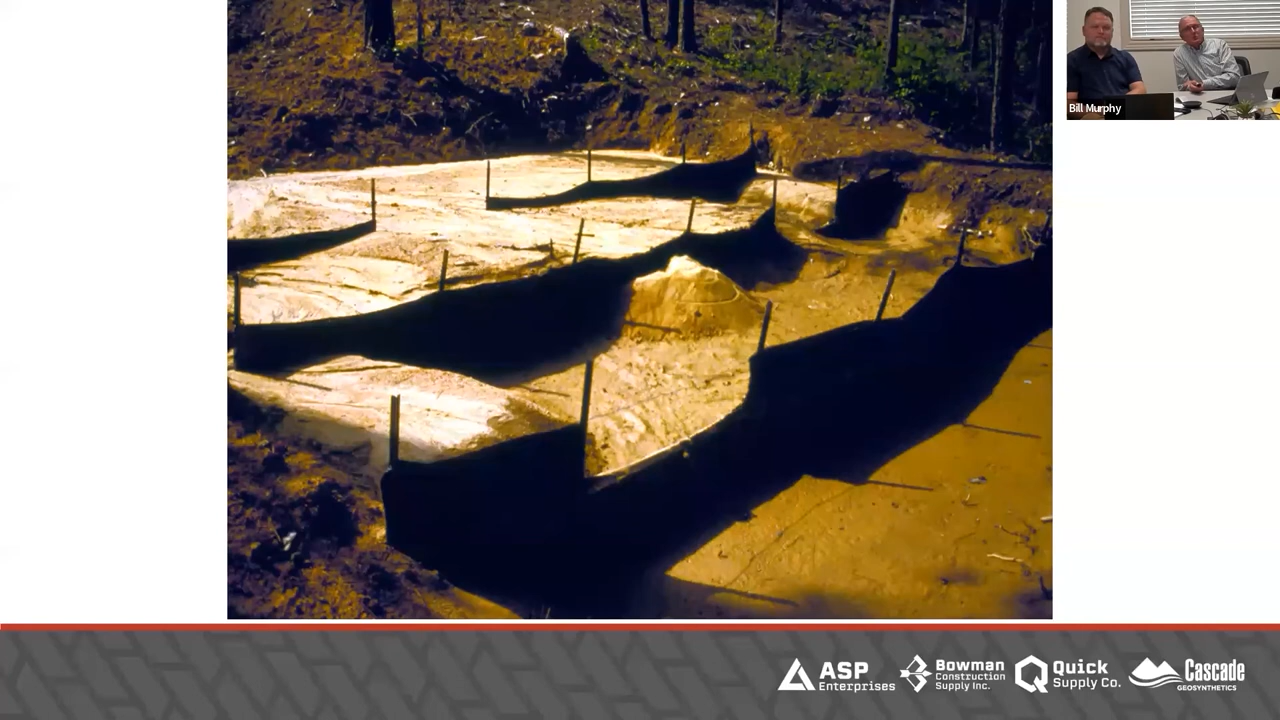 Bill Murphy
ASP
Enterprises
Bowman
Construction
Supply Inc.
Quick
Supply Co.
Cascade
GEOSYNTHETICS